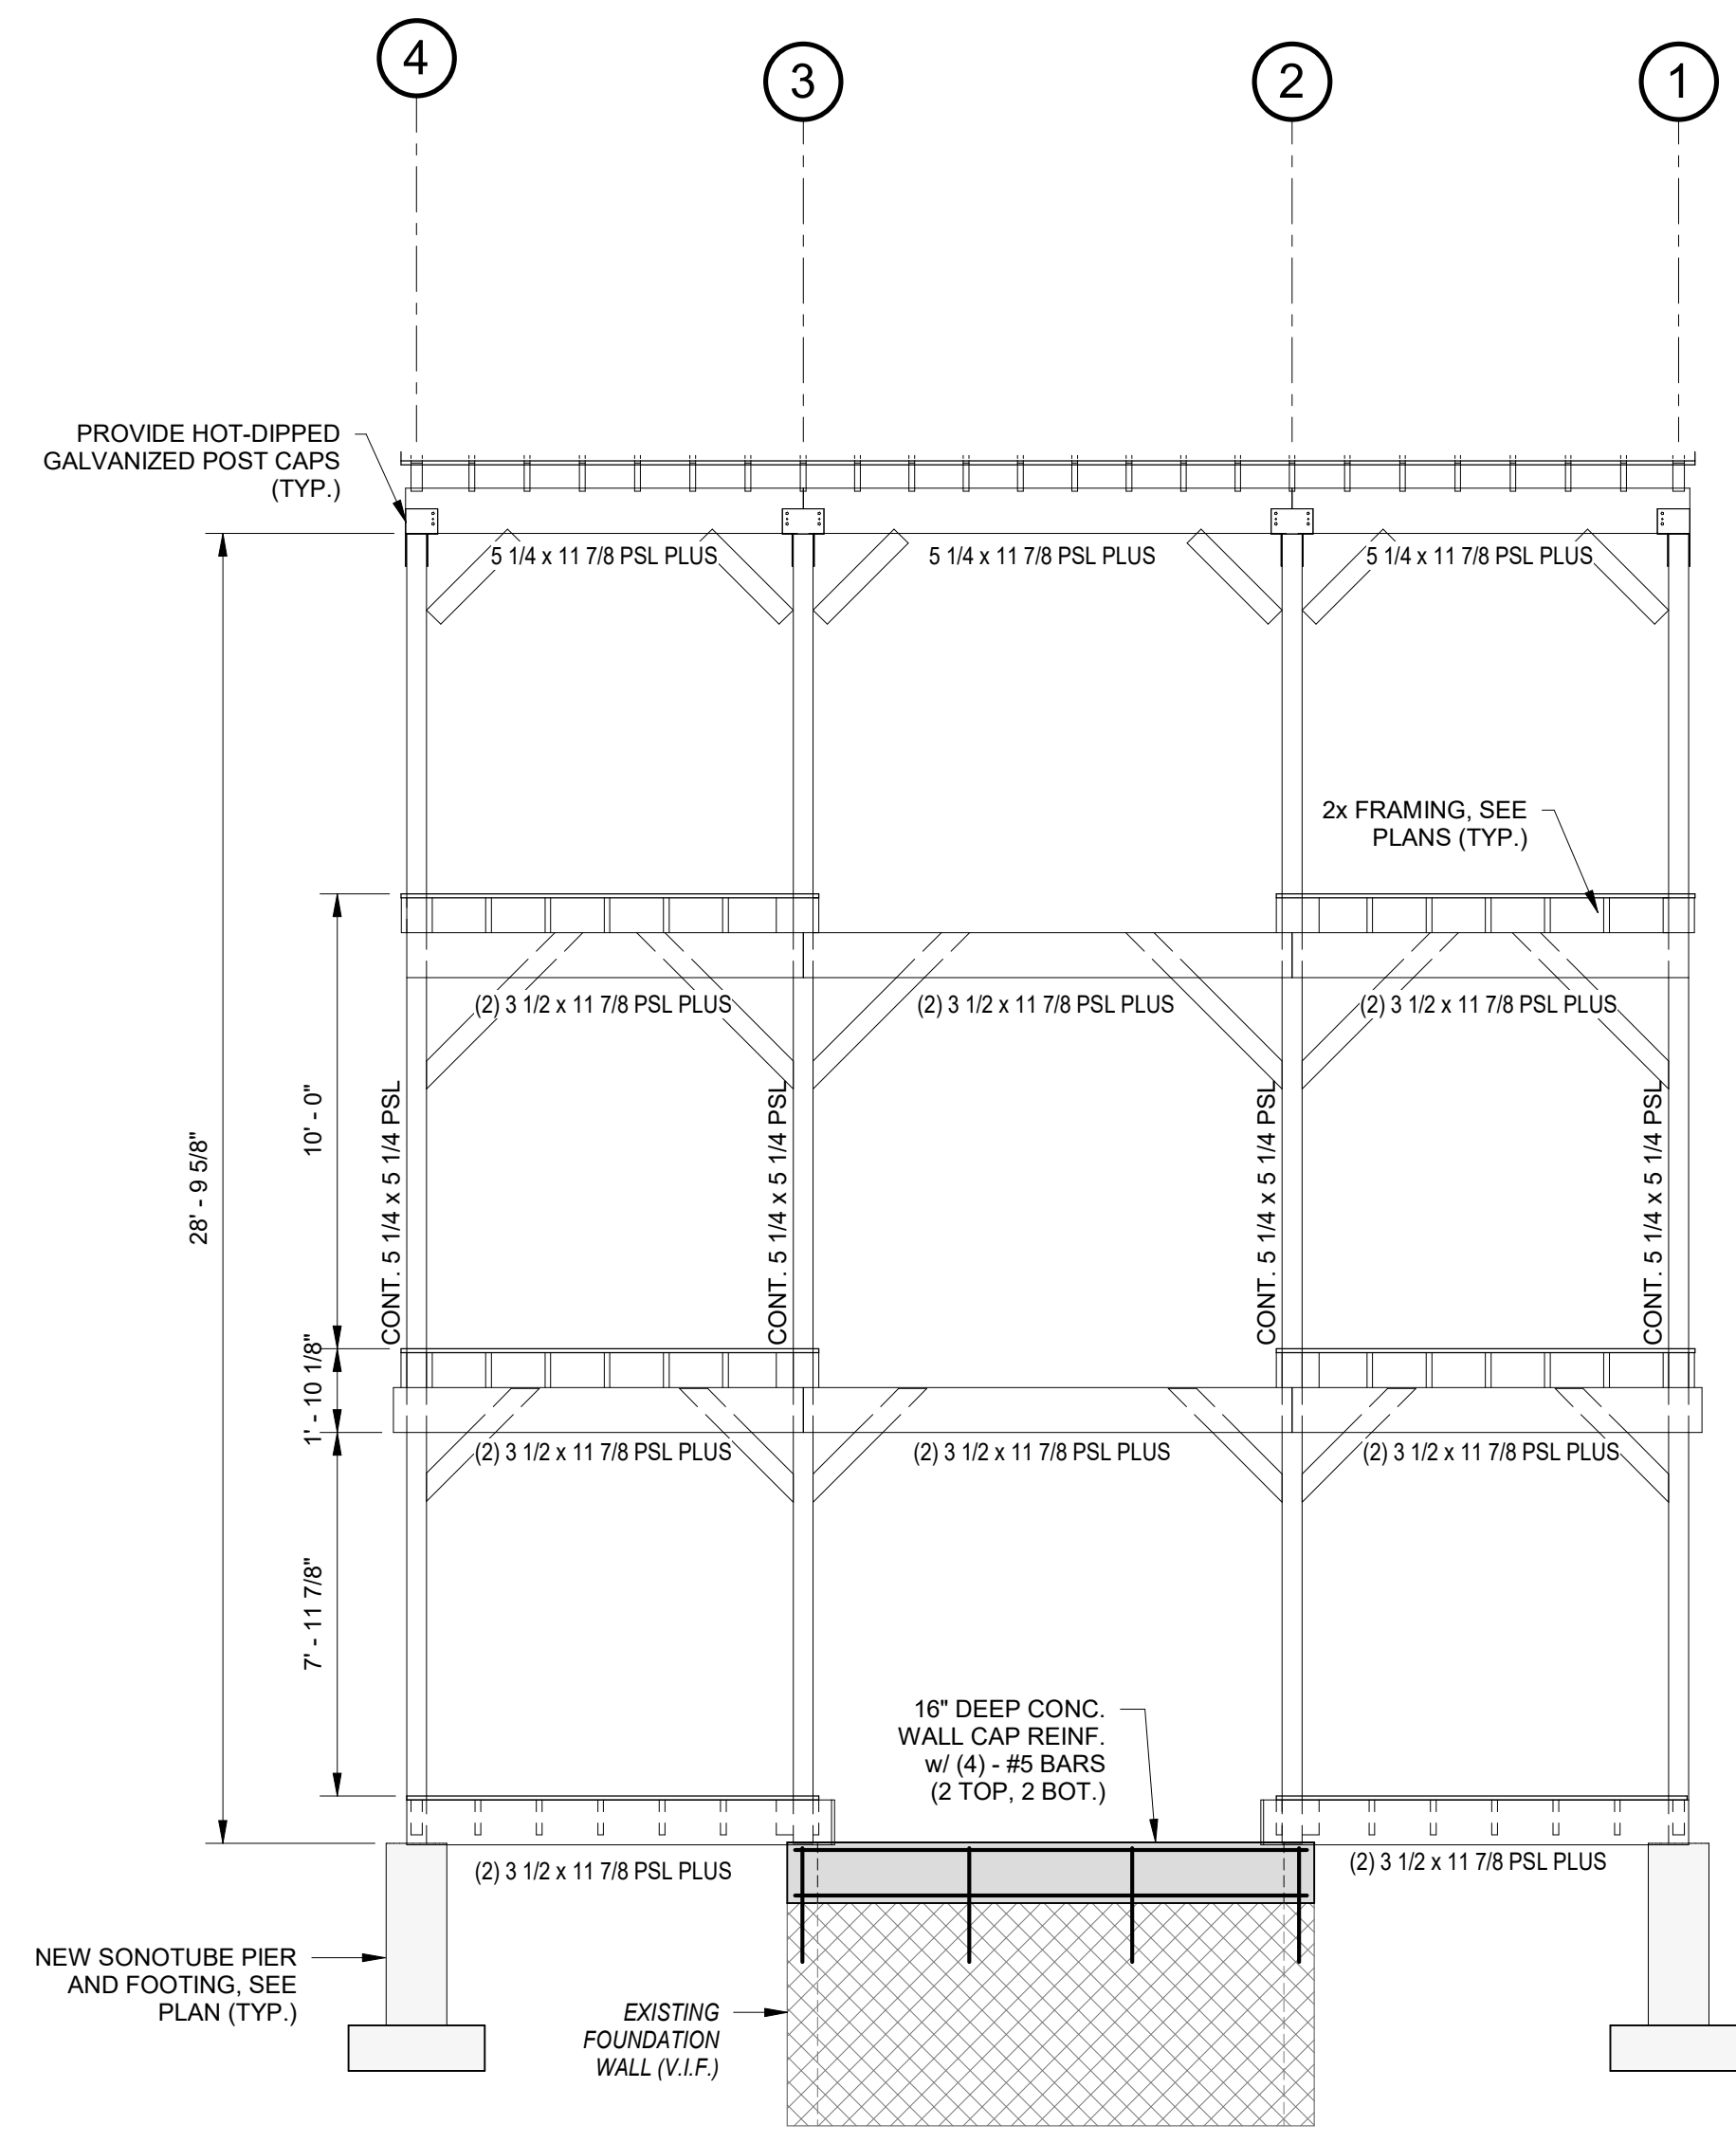 4
3
2
1
PROVIDE HOT-DIPPED
GALVANIZED POST CAPS
(TYP.)
5 1/4 x 11 7/8 PSL PLUS
5 1/4 x 11 7/8 PSL PLUS
5 1/4 x 11 7/8 PSL PLUS
2x FRAMING, SEE
PLANS (TYP.)
(2) 3 1/2 x 11 7/8 PSL PLUS
(2) 3 1/2 x 11 7/8 PSL PLUS
(2) 3 1/2 x 11 7/8 PSL PLUS
28' - 9 5/8"
10' - 0"
CONT. 5 1/4 x 5 1/4 PSL
CONT. 5 1/4 x 5 1/4 PSL
CONT. 5 1/4 x 5 1/4 PSL
CONT. 5 1/4 x 5 1/4 PSL
1' - 10 1/8"
(2) 3 1/2 x 11 7/8 PSL PLUS
(2) 3 1/2 x 11 7/8 PSL PLUS
(2) 3 1/2 x 11 7/8 PSL PLUS
7' - 11 7/8"
16" DEEP CONC.
WALL CAP REINF.
w/ (4) - #5 BARS
(2 TOP, 2 BOT.)
(2) 3 1/2 x 11 7/8 PSL PLUS
(2) 3 1/2 x 11 7/8 PSL PLUS
NEW SONOTUBE PIER
AND FOOTING, SEE
PLAN (TYP.)
EXISTING
FOUNDATION
WALL (V.I.F.)